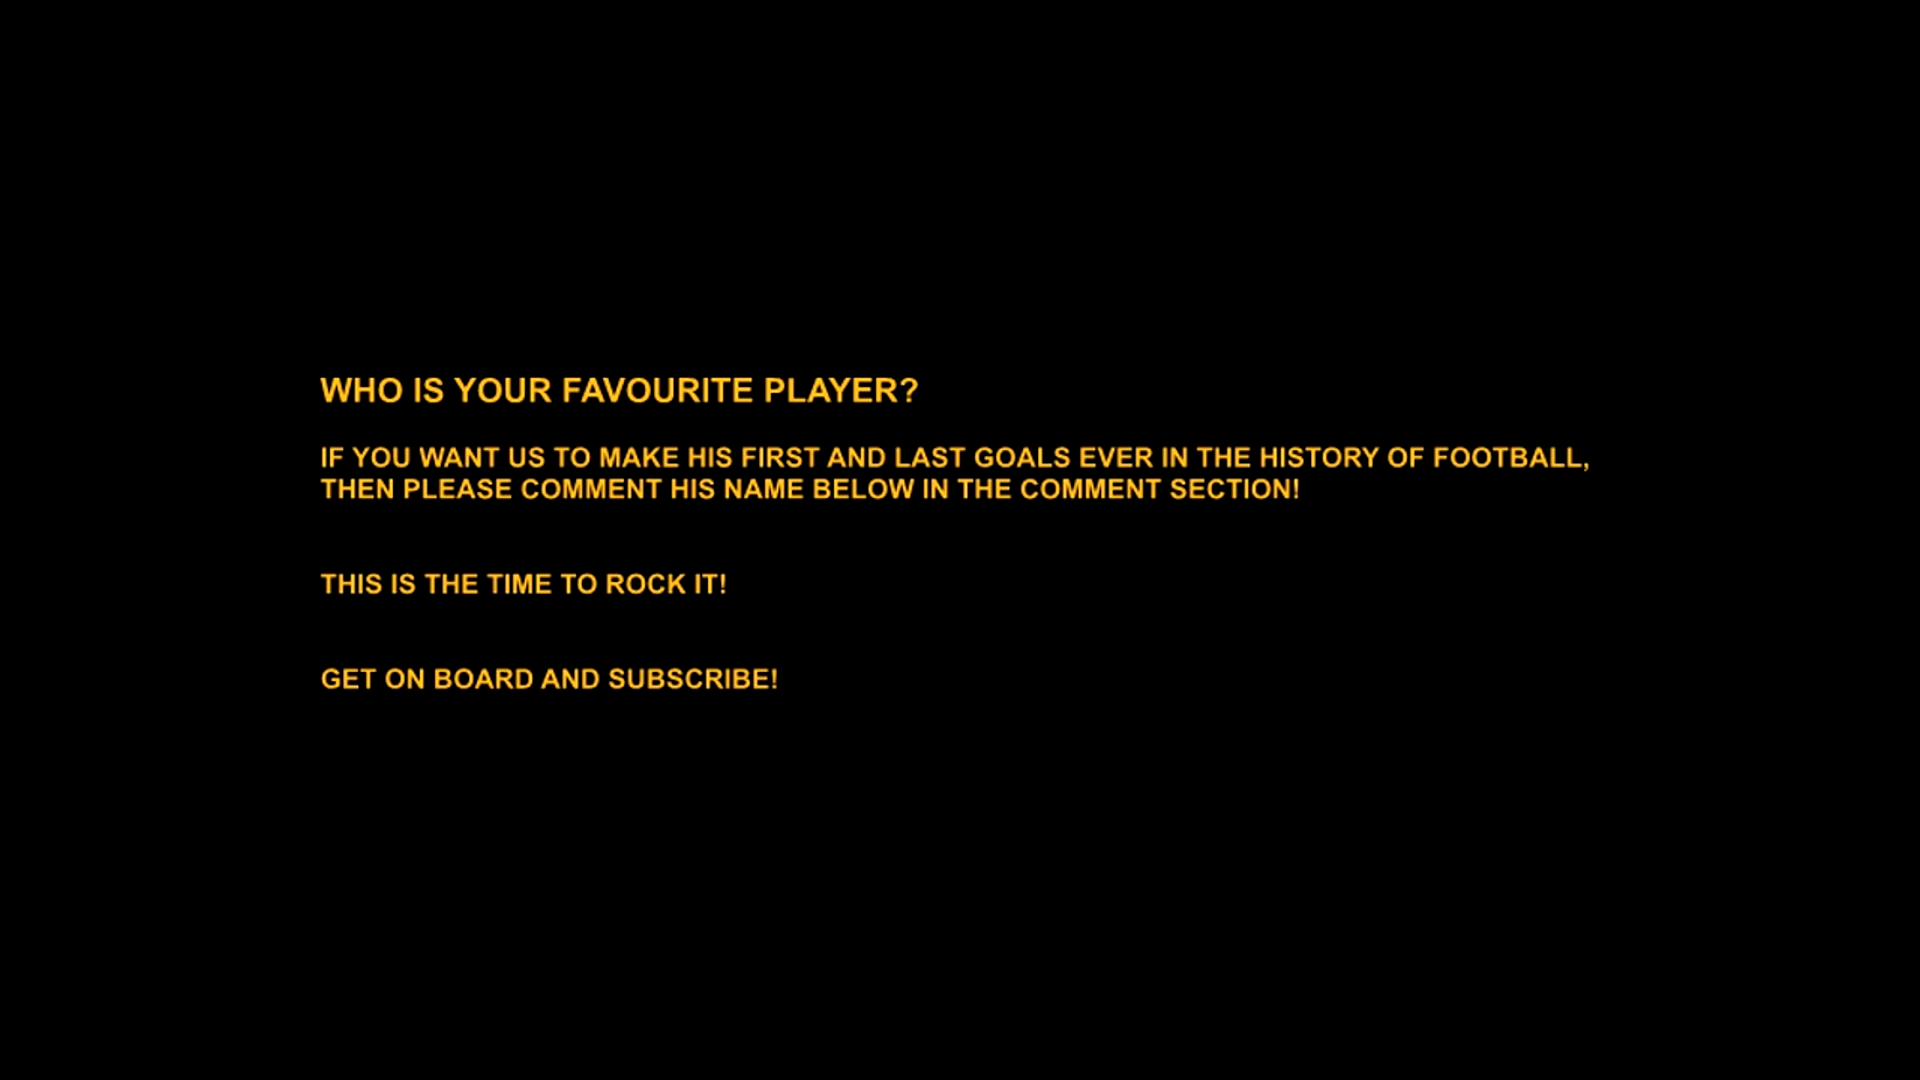 WHO IS YOUR FAVOURITE PLAYER?
IF YOU WANT US TO MAKE HIS FIRST AND LAST GOALS EVER IN THE HISTORY OF FOOTBALL,
THEN PLEASE COMMENT HIS NAME BELOW IN THE COMMENT SECTION!
THIS IS THE TIME TO ROCK IT!
GET ON BOARD AND SUBSCRIBE!